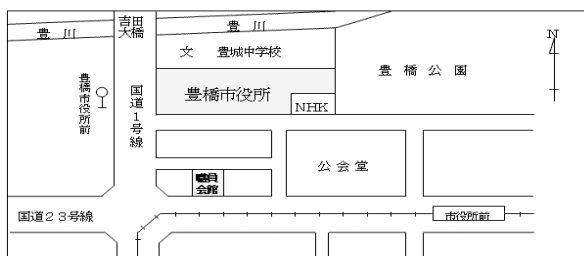 豊 川
吉田
大橋
豊 川
文 豊城中学校
豊橋公園
N
豊橋市役所
NHK
豊橋市役所前
国道1号線
公会堂
職員
会館
国道23号線
市役所前